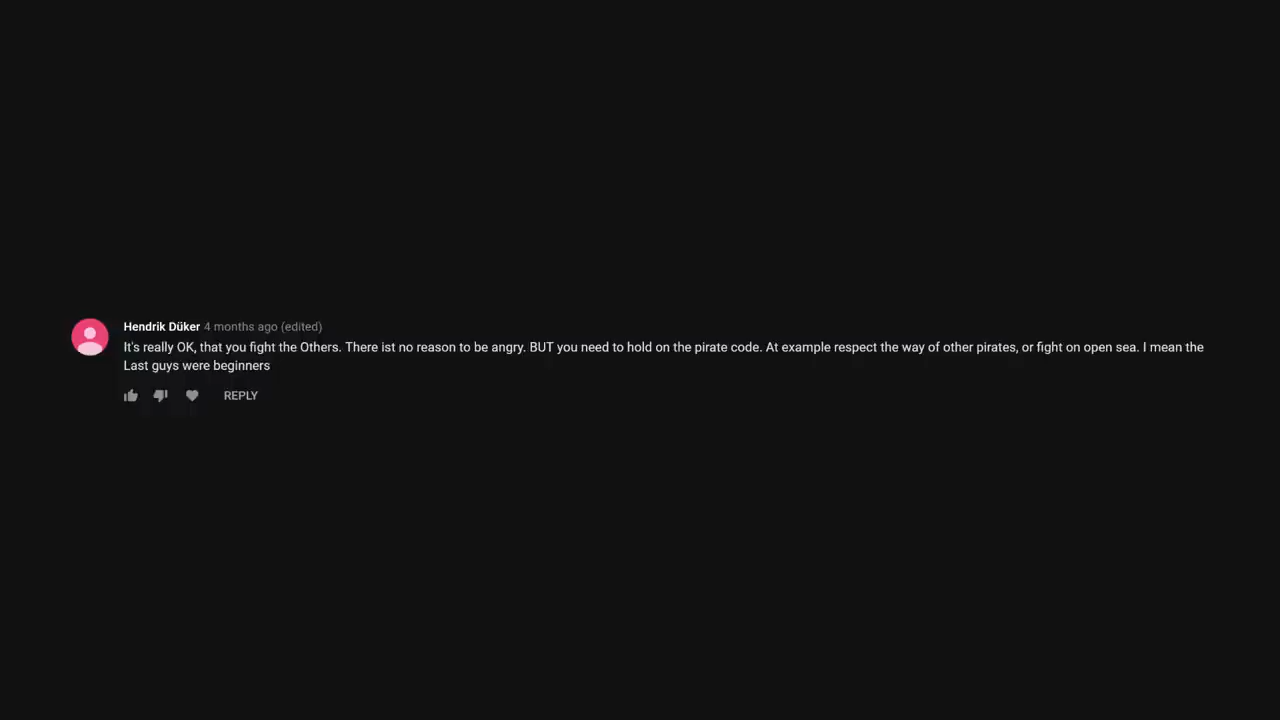 Hendrik Düker 4 months ago (edited)
It's really OK, that you fight the Others. There ist no reason to be angry. BUT you need to hold on the pirate code. At example respect the way of other pirates, or fight on open sea. I mean the
Last guys were beginners
REPLY